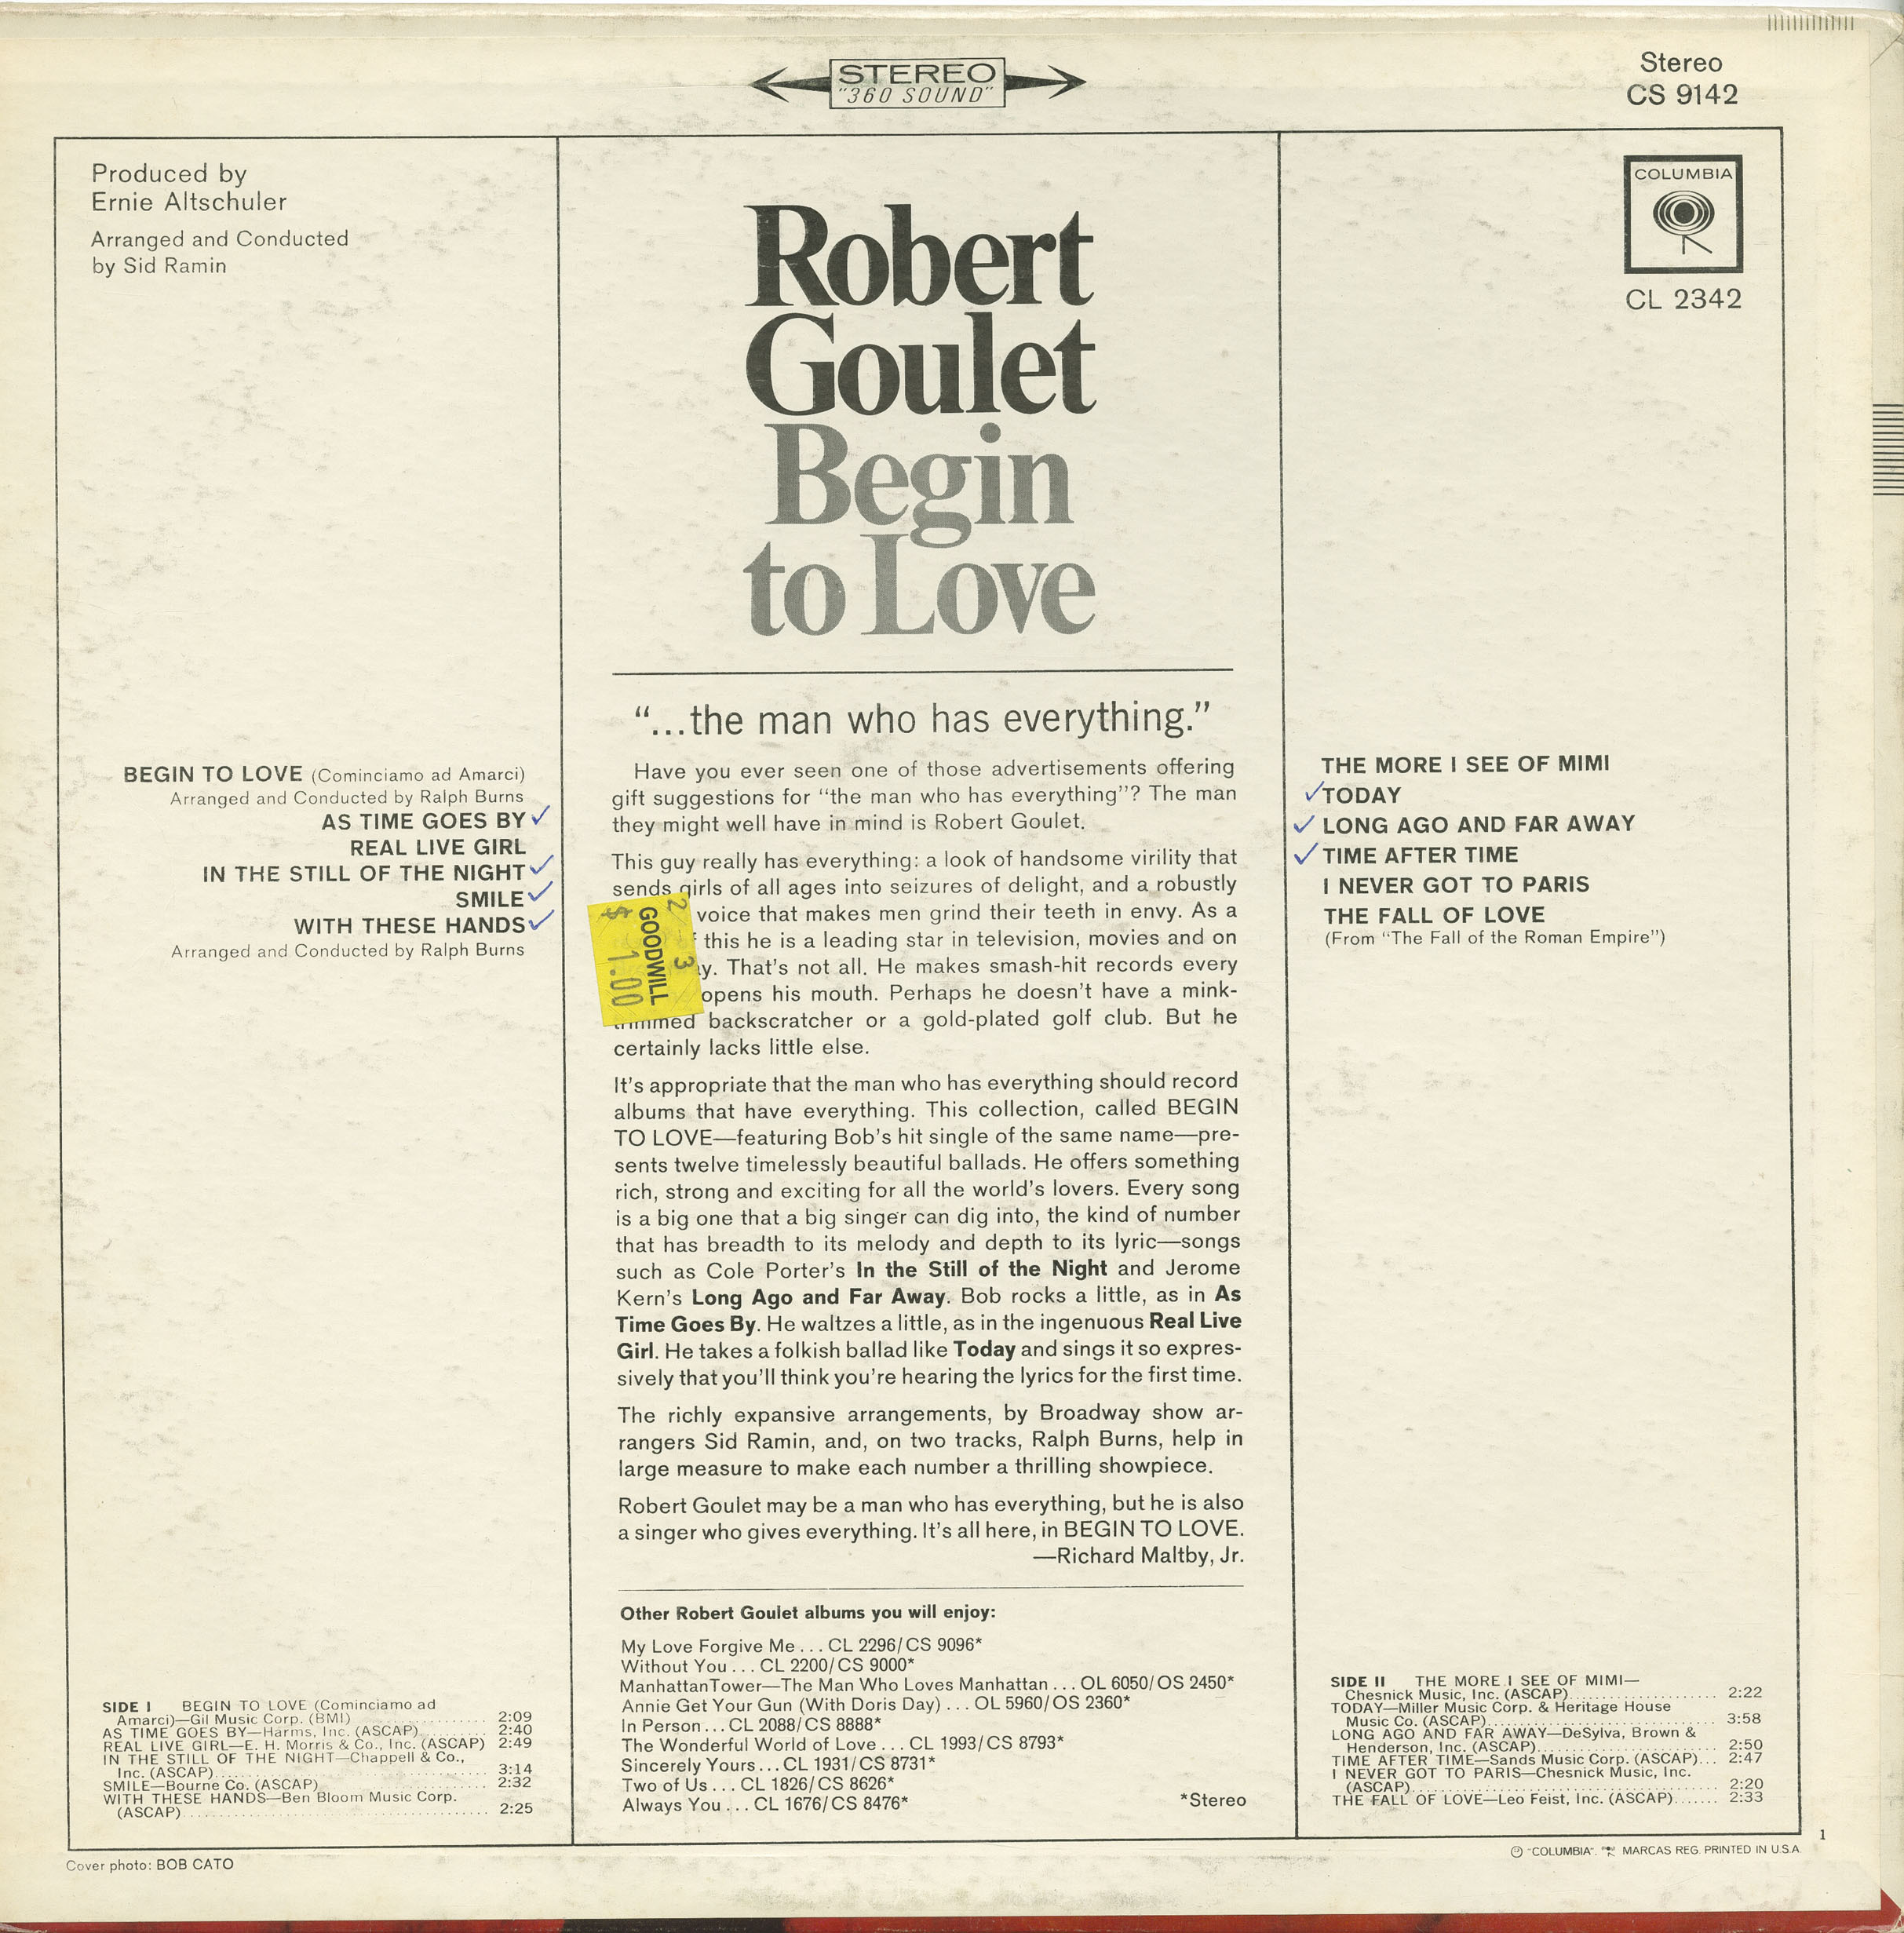 STEREO
"360 SOUND"
Stereo
CS 9142
Produced by
Ernie Altschuler
Arranged and Conducted
by Sid Ramin
COLUMBIA
CL 2342
Robert
Goulet
Begin
to Love
“...the man who has everything.”
BEGIN TO LOVE (Cominciamo ad Amarci)
Arranged and Conducted by Ralph Burns
AS TIME GOES BY
REAL LIVE GIRL
IN THE STILL OF THE NIGHT
SMILE
WITH THESE HANDS
Arranged and Conducted by Ralph Burns
Have you ever seen one of those advertisements offering
gift suggestions for “the man who has everything”? The man
they might well have in mind is Robert Goulet.
This guy really has everything: a look of handsome virility that
sends girls of all ages into seizures of delight, and a robustly
voice that makes men grind their teeth in envy. As a
this he is a leading star in television, movies and on
That’s not all. He makes smash-hit records every
opens his mouth. Perhaps he doesn’t have a mink-
trimmed backscratcher or a gold-plated golf club. But he
certainly lacks little else.
GOODWILL
$ 1.00
2 3
It’s appropriate that the man who has everything should record
albums that have everything. This collection, called BEGIN
TO LOVE—featuring Bob’s hit single of the same name—pre-
sents twelve timelessly beautiful ballads. He offers something
rich, strong and exciting for all the world’s lovers. Every song
is a big one that a big singer can dig into, the kind of number
that has breadth to its melody and depth to its lyric—songs
such as Cole Porter’s In the Still of the Night and Jerome
Kern’s Long Ago and Far Away. Bob rocks a little, as in As
Time Goes By. He waltzes a little, as in the ingenuous Real Live
Girl. He takes a folkish ballad like Today and sings it so expres-
sively that you’ll think you’re hearing the lyrics for the first time.
The richly expansive arrangements, by Broadway show ar-
rangers Sid Ramin, and, on two tracks, Ralph Burns, help in
large measure to make each number a thrilling showpiece.
Robert Goulet may be a man who has everything, but he is also
a singer who gives everything. It’s all here, in BEGIN TO LOVE.
—Richard Maltby, Jr.
THE MORE I SEE OF MIMI
TODAY
LONG AGO AND FAR AWAY
TIME AFTER TIME
I NEVER GOT TO PARIS
THE FALL OF LOVE
(From “The Fall of the Roman Empire”)
Other Robert Goulet albums you will enjoy:
My Love Forgive Me ... CL 2296/CS 9096*
Without You ... CL 2200/CS 9000*
ManhattanTower—The Man Who Loves Manhattan ... OL 6050/OS 2450*
Annie Get Your Gun (With Doris Day) ... OL 5960/OS 2360*
In Person ... CL 2088/CS 8888*
The Wonderful World of Love ... CL 1993/CS 8793*
Sincerely Yours ... CL 1931/CS 8731*
Two of Us ... CL 1826/CS 8626*
Always You ... CL 1676/CS 8476*
*Stereo
SIDE I BEGIN TO LOVE (Cominciamo ad
Amarci)—Gil Music Corp. (BMI) .......... 2:09
AS TIME GOES BY—Harms, Inc. (ASCAP) .......... 2:40
REAL LIVE GIRL—E. H. Morris & Co., Inc. (ASCAP) 2:49
IN THE STILL OF THE NIGHT—Chappell & Co.,
Inc. (ASCAP) .......... 3:14
SMILE—Bourne Co. (ASCAP) .......... 2:32
WITH THESE HANDS—Ben Bloom Music Corp.
(ASCAP) .......... 2:25
SIDE II THE MORE I SEE OF MIMI—
Chesnick Music, Inc. (ASCAP) .......... 2:22
TODAY—Miller Music Corp. & Heritage House
Music Co. (ASCAP) .......... 3:58
LONG AGO AND FAR AWAY—DeSylva, Brown &
Henderson, Inc. (ASCAP) .......... 2:50
TIME AFTER TIME—Sands Music Corp. (ASCAP) ... 2:47
I NEVER GOT TO PARIS—Chesnick Music, Inc.
(ASCAP) .......... 2:20
THE FALL OF LOVE—Leo Feist, Inc. (ASCAP) ....... 2:33
1
Cover photo: BOB CATO
℗ "COLUMBIA", MARCAS REG. PRINTED IN U.S.A.